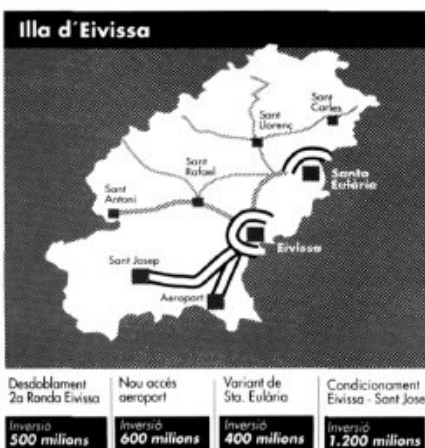 Illa d'Eivissa
Sant
Carles
Sant
Llorenç
Sant
Rafael
Santa
Eulària
Sant
Antoni
Eivissa
Sant Josep
Aeroport
Desdoblament
2a Ronda Eivissa
Inversió
500 milions
Nou accés
aeroport
Inversió
600 milions
Variant de
Sta. Eulària
Inversió
400 milions
Condicionament
Eivissa - Sant Jose
Inversió
1.200 milions